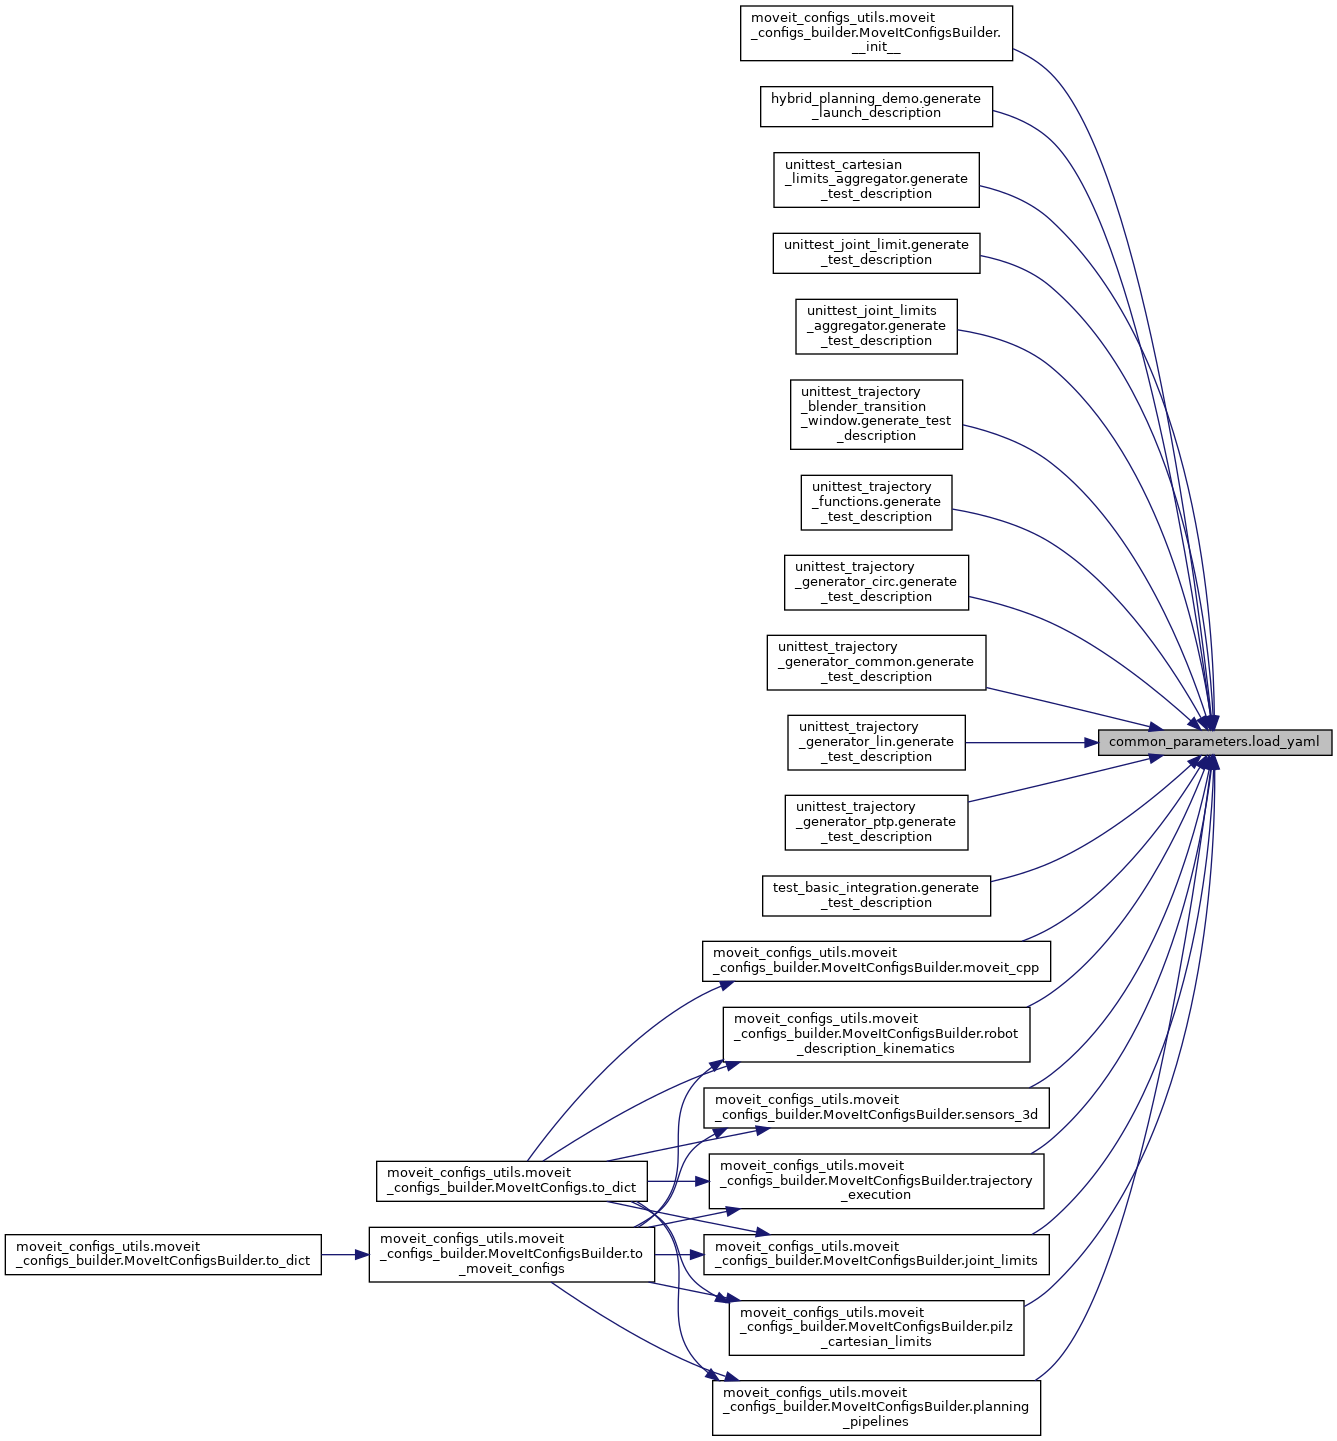 moveit_configs_utils.moveit
_configs_builder.MoveItConfigsBuilder.
__init__
hybrid_planning_demo.generate
_launch_description
unittest_cartesian
_limits_aggregator.generate
_test_description
unittest_joint_limit.generate
_test_description
unittest_joint_limits
_aggregator.generate
_test_description
unittest_trajectory
_blender_transition
_window.generate_test
_description
unittest_trajectory
_functions.generate
_test_description
unittest_trajectory
_generator_circ.generate
_test_description
unittest_trajectory
_generator_common.generate
_test_description
unittest_trajectory
_generator_lin.generate
_test_description
common_parameters.load_yaml
unittest_trajectory
_generator_ptp.generate
_test_description
test_basic_integration.generate
_test_description
moveit_configs_utils.moveit
_configs_builder.MoveItConfigsBuilder.moveit_cpp
moveit_configs_utils.moveit
_configs_builder.MoveItConfigsBuilder.robot
_description_kinematics
moveit_configs_utils.moveit
_configs_builder.MoveItConfigsBuilder.sensors_3d
moveit_configs_utils.moveit
_configs_builder.MoveItConfigsBuilder.trajectory
_execution
moveit_configs_utils.moveit
_configs_builder.MoveItConfigs.to_dict
moveit_configs_utils.moveit
_configs_builder.MoveItConfigsBuilder.to_dict
moveit_configs_utils.moveit
_configs_builder.MoveItConfigsBuilder.to
_moveit_configs
moveit_configs_utils.moveit
_configs_builder.MoveItConfigsBuilder.joint_limits
moveit_configs_utils.moveit
_configs_builder.MoveItConfigsBuilder.pilz
_cartesian_limits
moveit_configs_utils.moveit
_configs_builder.MoveItConfigsBuilder.planning
_pipelines